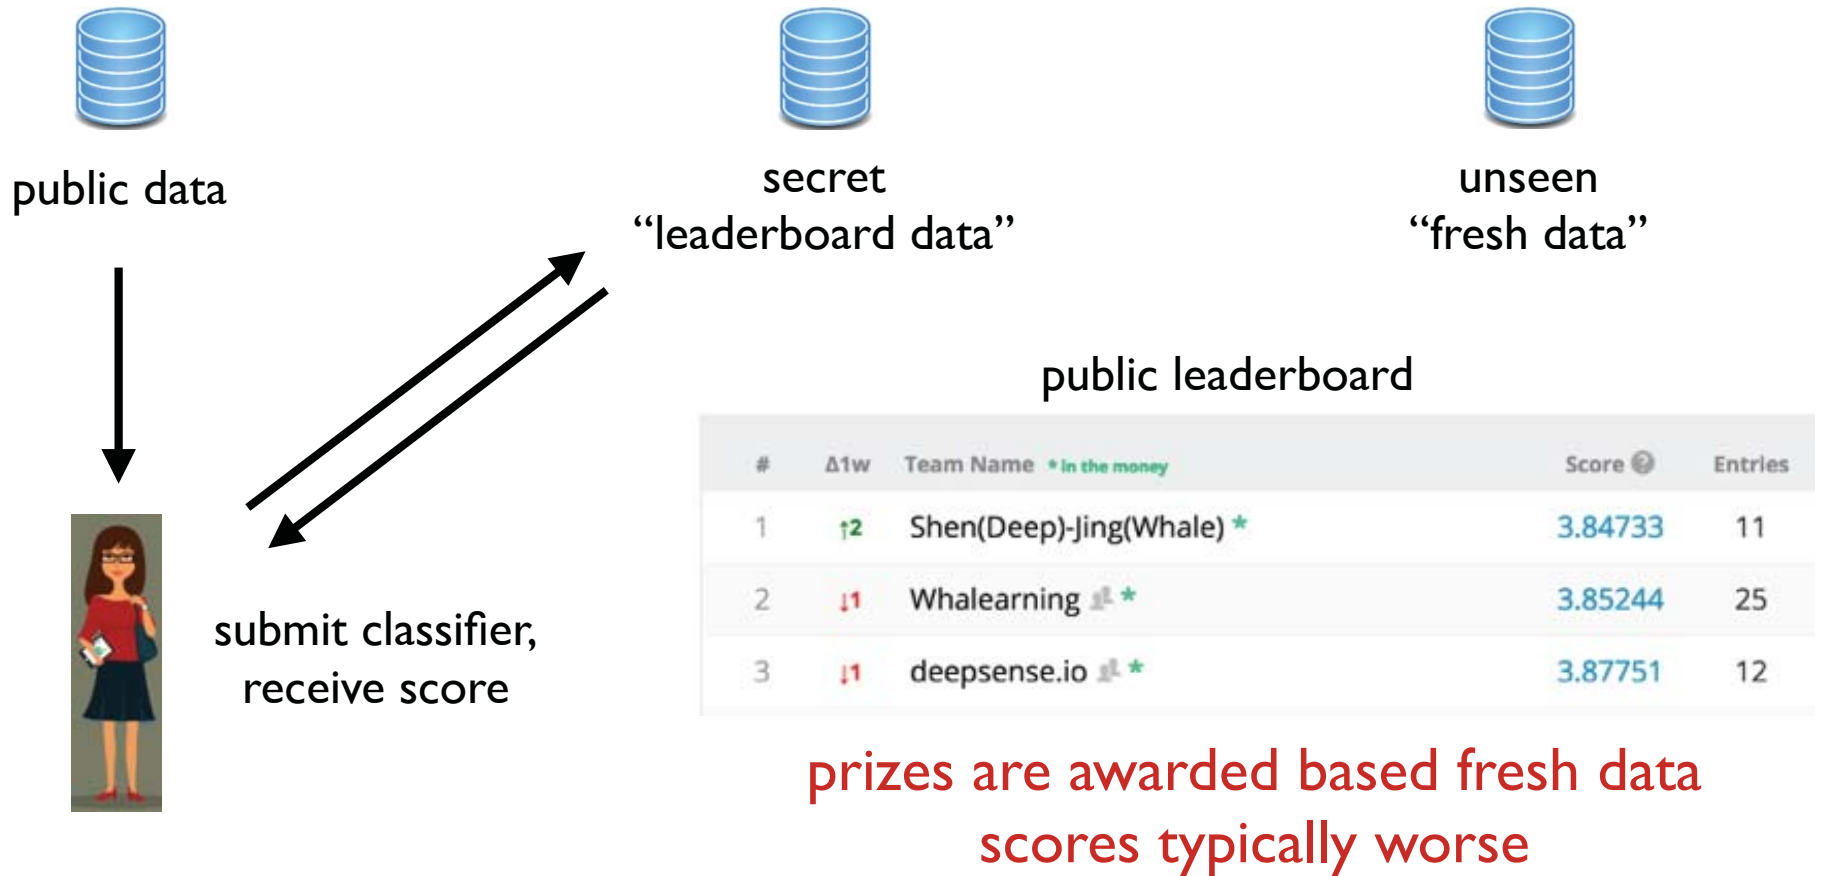 public data
secret
“leaderboard data”
unseen
“fresh data”
submit classifier,
receive score
public leaderboard
# Δ1w Team Name * in the money Score ? Entries
1 ↑2 Shen(Deep)-Jing(Whale) * 3.84733 11
2 ↓1 Whalearning * 3.85244 25
3 ↓1 deepsense.io * 3.87751 12
prizes are awarded based fresh data
scores typically worse